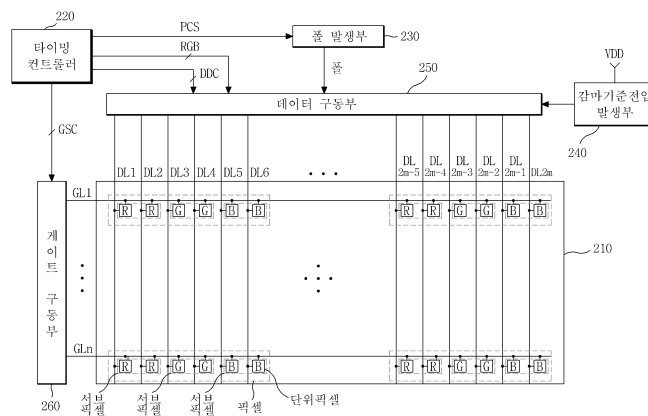 220
타이밍
컨트롤러
PCS
RGB
DDC
GSC
폴 발생부
230
폴
250
데이터 구동부
VDD
감마기준전압
발생부
240
DL1 DL2 DL3 DL4 DL5 DL6 • • • DL 2m-5 DL 2m-4 DL 2m-3 DL 2m-2 DL 2m-1 DL2m
GL1
R R G G B B R R G G B B
게이트 구동부
210
GLn
R R G G B B R R G G B B
260
서브
픽셀
서브
픽셀
서브
픽셀
픽셀
단위픽셀